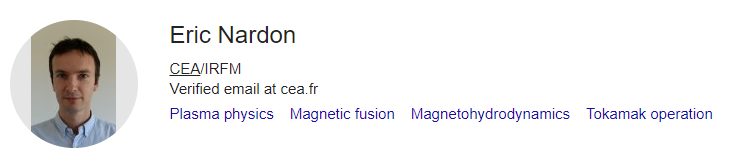 Eric Nardon
CEA/IRFM
Verified email at cea.fr
Plasma physics Magnetic fusion Magnetohydrodynamics Tokamak operation